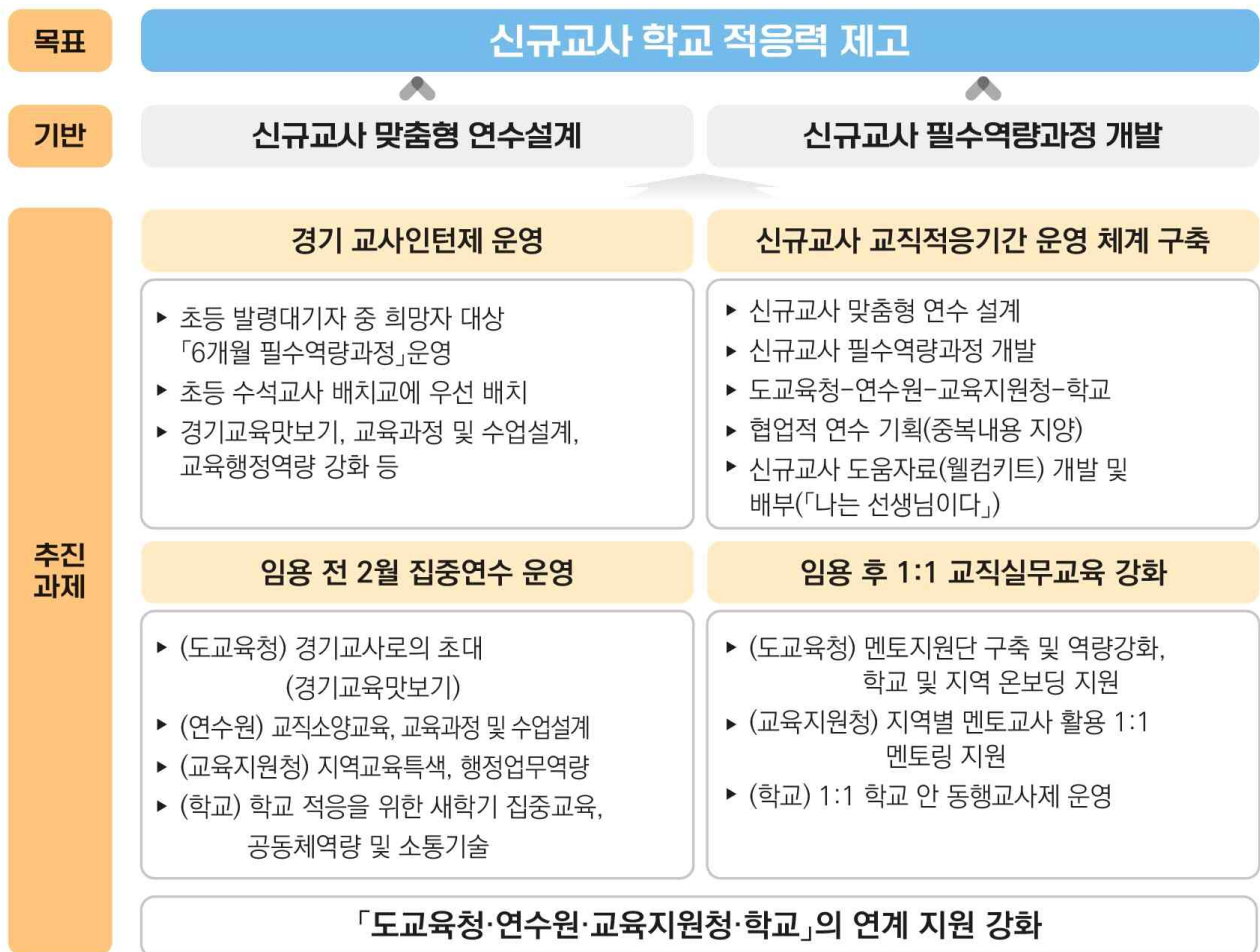 목표
신규교사 학교 적응력 제고
기반
신규교사 맞춤형 연수설계
신규교사 필수역량과정 개발
추진
과제
경기 교사인턴제 운영
▶ 초등 발령대기자 중 희망자 대상
「6개월 필수역량과정」운영
▶ 초등 수석교사 배치교에 우선 배치
▶ 경기교육맛보기, 교육과정 및 수업설계,
교육행정역량 강화 등
신규교사 교직적응기간 운영 체계 구축
▶ 신규교사 맞춤형 연수 설계
▶ 신규교사 필수역량과정 개발
▶ 도교육청-연수원-교육지원청-학교
▶ 협업적 연수 기획(중복내용 지양)
▶ 신규교사 도움자료(웰컴키트) 개발 및
배부(「나는 선생님이다」)
임용 전 2월 집중연수 운영
▶ (도교육청) 경기교사로의 초대
(경기교육맛보기)
▶ (연수원) 교직소양교육, 교육과정 및 수업설계
▶ (교육지원청) 지역교육특색, 행정업무역량
▶ (학교) 학교 적응을 위한 새학기 집중교육,
공동체역량 및 소통기술
임용 후 1:1 교직실무교육 강화
▶ (도교육청) 멘토지원단 구축 및 역량강화,
학교 및 지역 온보딩 지원
▶ (교육지원청) 지역별 멘토교사 활용 1:1
멘토링 지원
▶ (학교) 1:1 학교 안 동행교사제 운영
「도교육청·연수원·교육지원청·학교」의 연계 지원 강화